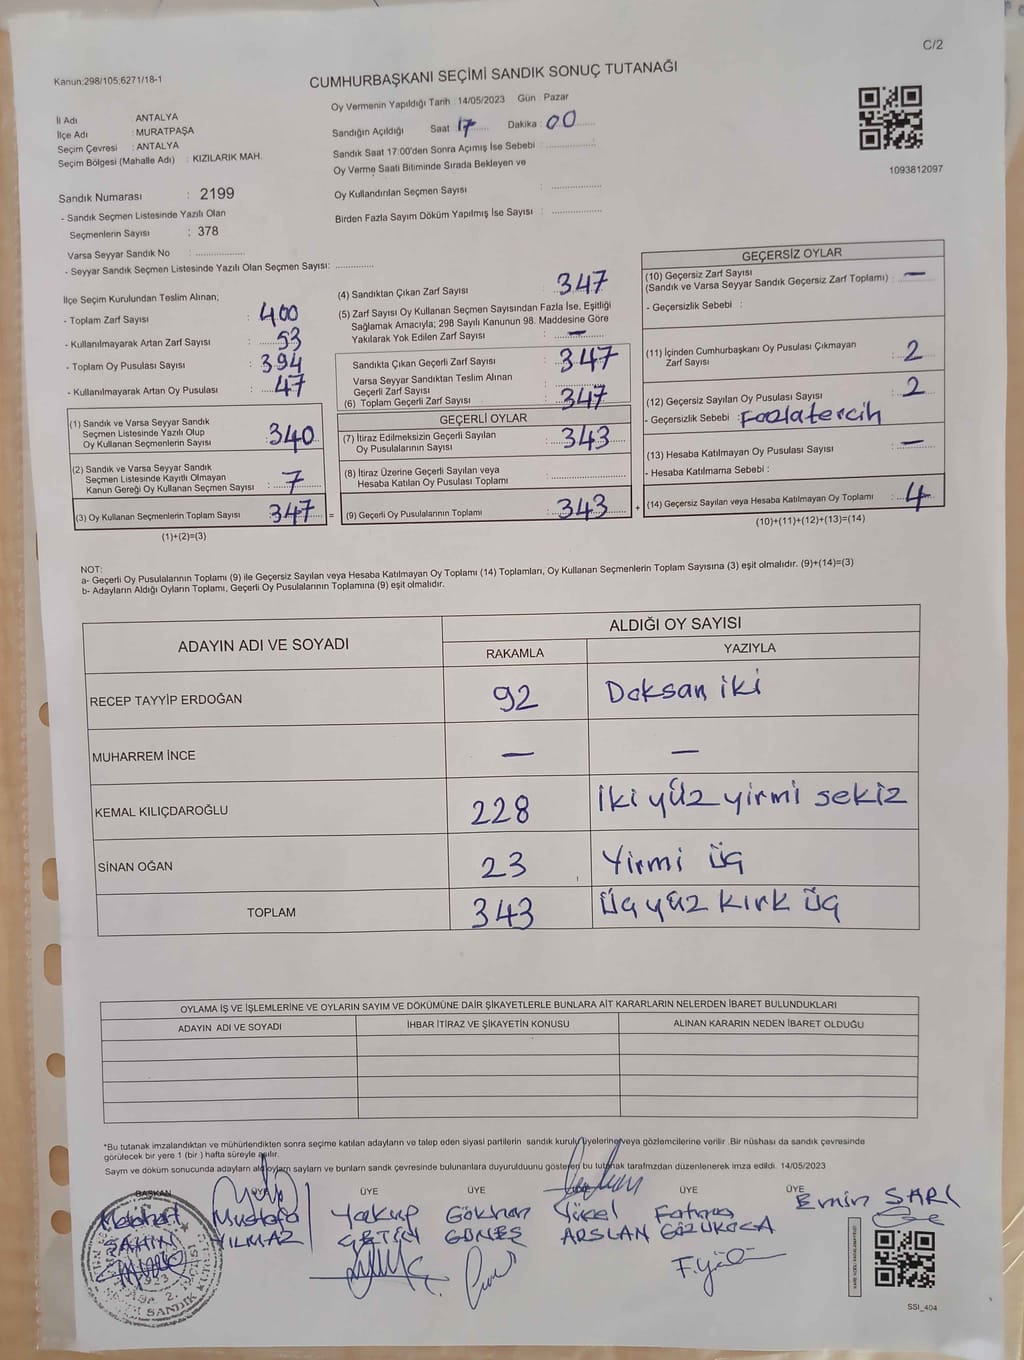 C/2
Kanun:298/105,6271/18-1
CUMHURBAŞKANI SEÇİMİ SANDIK SONUÇ TUTANAĞI
İl Adı : ANTALYA
İlçe Adı : MURATPAŞA
Seçim Çevresi : ANTALYA
Seçim Bölgesi (Mahalle Adı) : KIZILARIK MAH.
Oy Vermenin Yapıldığı Tarih : 14/05/2023 Gün : Pazar
Sandığın Açıldığı Saat : 17 Dakika : 00
Sandık Saat 17:00'den Sonra Açımış İse Sebebi :
Oy Verme Saati Bitiminde Sırada Bekleyen ve
Oy Kullandırılan Seçmen Sayısı :
Birden Fazla Sayım Döküm Yapılmış İse Sayısı :
1093812097
Sandık Numarası : 2199
- Sandık Seçmen Listesinde Yazılı Olan
Seçmenlerin Sayısı : 378
Varsa Seyyar Sandık No :
- Seyyar Sandık Seçmen Listesinde Yazılı Olan Seçmen Sayısı:
İlçe Seçim Kurulundan Teslim Alınan;
- Toplam Zarf Sayısı : 400
- Kullanılmayarak Artan Zarf Sayısı : 53
- Toplam Oy Pusulası Sayısı : 394
- Kullanılmayarak Artan Oy Pusulası : 47
(1) Sandık ve Varsa Seyyar Sandık
Seçmen Listesinde Yazılı Olup
Oy Kullanan Seçmenlerin Sayısı : 340
(2) Sandık ve Varsa Seyyar Sandık
Seçmen Listesinde Kayıtlı Olmayan
Kanun Gereği Oy Kullanan Seçmen Sayısı : 7
(3) Oy Kullanan Seçmenlerin Toplam Sayısı : 347 =
(1)+(2)=(3)
(4) Sandıktan Çıkan Zarf Sayısı : 347
(5) Zarf Sayısı Oy Kullanan Seçmen Sayısından Fazla İse, Eşitliği
Sağlamak Amacıyla; 298 Sayılı Kanunun 98. Maddesine Göre
Yakılarak Yok Edilen Zarf Sayısı : —
Sandıkta Çıkan Geçerli Zarf Sayısı : 347
Varsa Seyyar Sandıktan Teslim Alınan
Geçerli Zarf Sayısı :
(6) Toplam Geçerli Zarf Sayısı : 347
GEÇERLİ OYLAR
(7) İtiraz Edilmeksizin Geçerli Sayılan
Oy Pusulalarının Sayısı : 343
(8) İtiraz Üzerine Geçerli Sayılan veya
Hesaba Katılan Oy Pusulası Toplamı :
(9) Geçerli Oy Pusulalarının Toplamı : 343 +
GEÇERSİZ OYLAR
(10) Geçersiz Zarf Sayısı
(Sandık ve Varsa Seyyar Sandık Geçersiz Zarf Toplamı) : —
- Geçersizlik Sebebi :
(11) İçinden Cumhurbaşkanı Oy Pusulası Çıkmayan
Zarf Sayısı : 2
(12) Geçersiz Sayılan Oy Pusulası Sayısı : 2
- Geçersizlik Sebebi : Fazlatercih
(13) Hesaba Katılmayan Oy Pusulası Sayısı : —
- Hesaba Katılmama Sebebi :
(14) Geçersiz Sayılan veya Hesaba Katılmayan Oy Toplamı : 4
(10)+(11)+(12)+(13)=(14)
NOT:
a- Geçerli Oy Pusulalarının Toplamı (9) ile Geçersiz Sayılan veya Hesaba Katılmayan Oy Toplamı (14) Toplamları, Oy Kullanan Seçmenlerin Toplam Sayısına (3) eşit olmalıdır. (9)+(14)=(3)
b- Adayların Aldığı Oyların Toplamı, Geçerli Oy Pusulalarının Toplamına (9) eşit olmalıdır.
ADAYIN ADI VE SOYADI
ALDIĞI OY SAYISI
RAKAMLA YAZIYLA
RECEP TAYYİP ERDOĞAN 92 Doksan iki
MUHARREM İNCE — —
KEMAL KILIÇDAROĞLU 228 iki yüz yirmi sekiz
SİNAN OĞAN 23 Yirmi üç
TOPLAM 343 Üç yüz kırk üç
OYLAMA İŞ VE İŞLEMLERİNE VE OYLARIN SAYIM VE DÖKÜMÜNE DAİR ŞİKAYETLERLE BUNLARA AİT KARARLARIN NELERDEN İBARET BULUNDUKLARI
ADAYIN ADI VE SOYADI İHBAR İTİRAZ VE ŞİKAYETİN KONUSU ALINAN KARARIN NEDEN İBARET OLDUĞU
*Bu tutanak imzalandıktan ve mühürlendikten sonra seçime katılan adayların ve talep eden siyasi partilerin sandık kurulu üyelerine veya gözlemcilerine verilir .Bir nüshası da sandık çevresinde
görülecek bir yere 1 (bir ) hafta süreyle asılır.
Sayım ve döküm sonucunda adayların aldığı oyların sayıları ve bunların sandık çevresinde bulunanlara duyurulduğunu gösteren bu tutanak tarafımızdan düzenlenerek imza edildi. 14/05/2023
BAŞKAN ÜYE ÜYE ÜYE ÜYE ÜYE
ŞAHİN
Mustafa YILMAZ
Yakup ÇETİN
Gökhan GÜNEŞ
Yücel ARSLAN
Fatma GÖZÜKOCA
Emin SARI
SSI_404